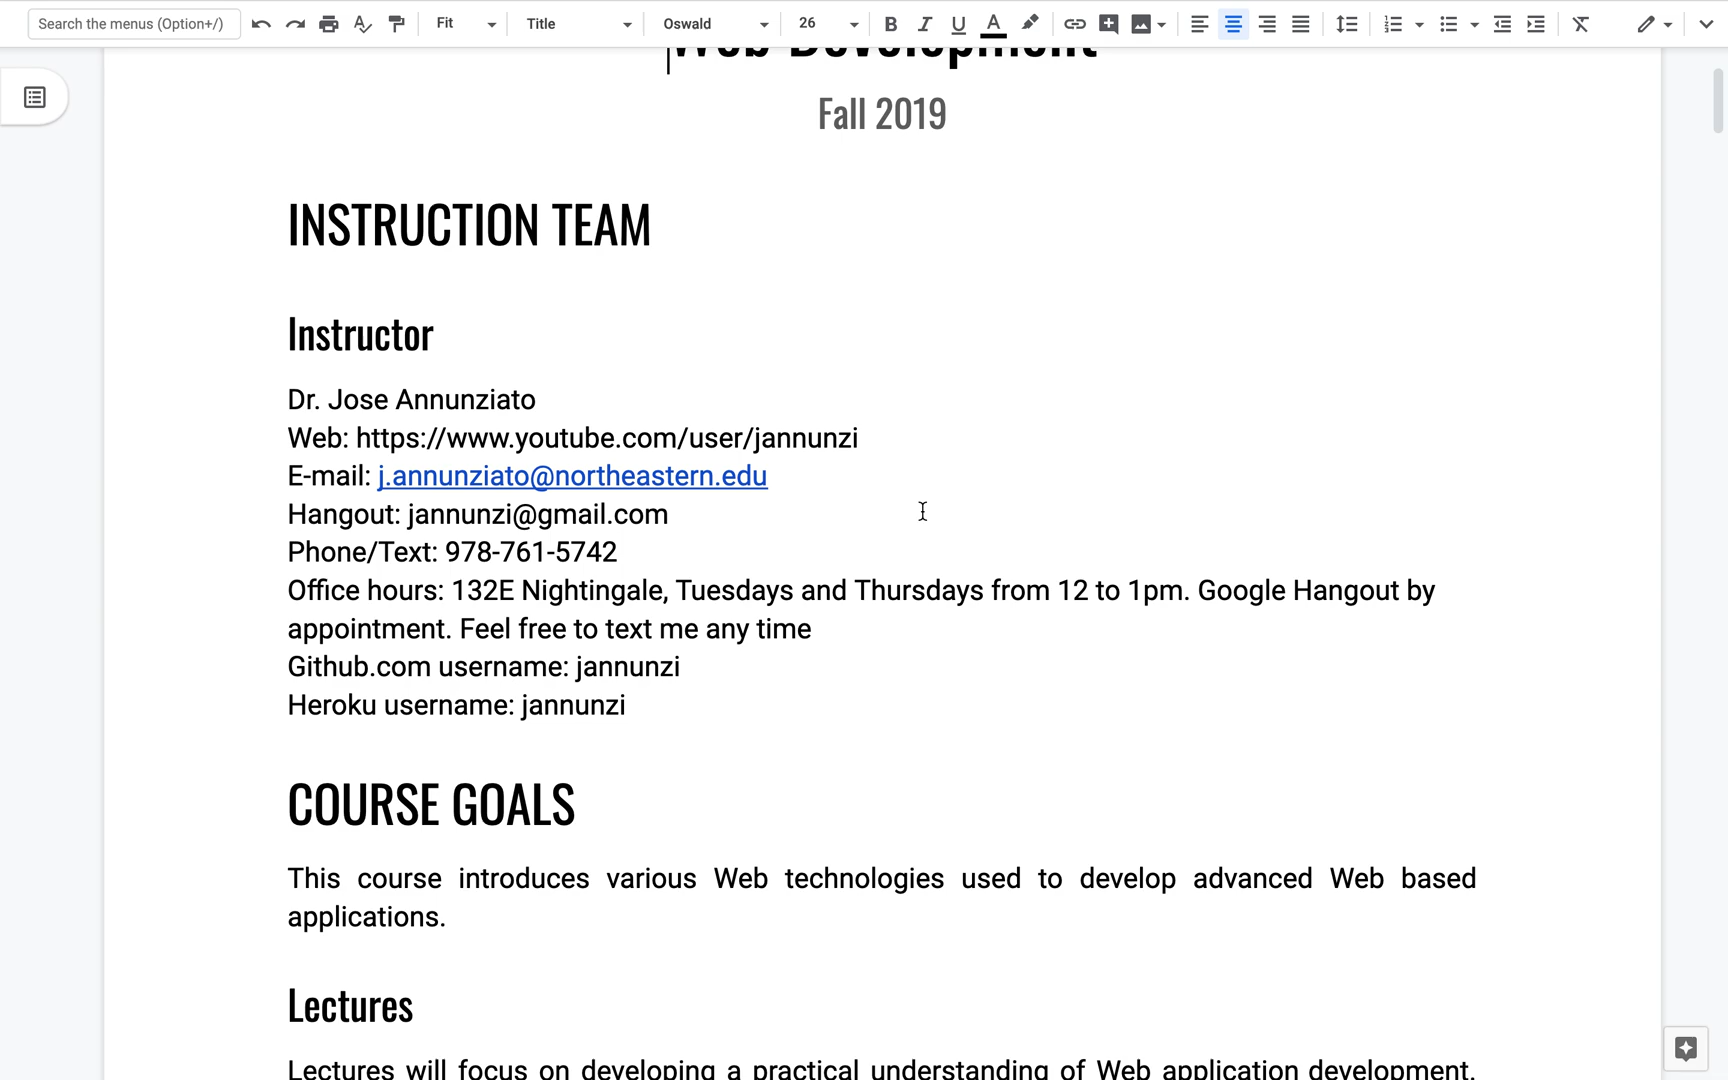 Search the menus (Option+/)
Fit
Title
Oswald
26
Web Development
Fall 2019
INSTRUCTION TEAM
Instructor
Dr. Jose Annunziato
Web: https://www.youtube.com/user/jannunzi
E-mail: j.annunziato@northeastern.edu
Hangout: jannunzi@gmail.com
Phone/Text: 978-761-5742
Office hours: 132E Nightingale, Tuesdays and Thursdays from 12 to 1pm. Google Hangout by
appointment. Feel free to text me any time
Github.com username: jannunzi
Heroku username: jannunzi
COURSE GOALS
This course introduces various Web technologies used to develop advanced Web based
applications.
Lectures
Lectures will focus on developing a practical understanding of Web application development.